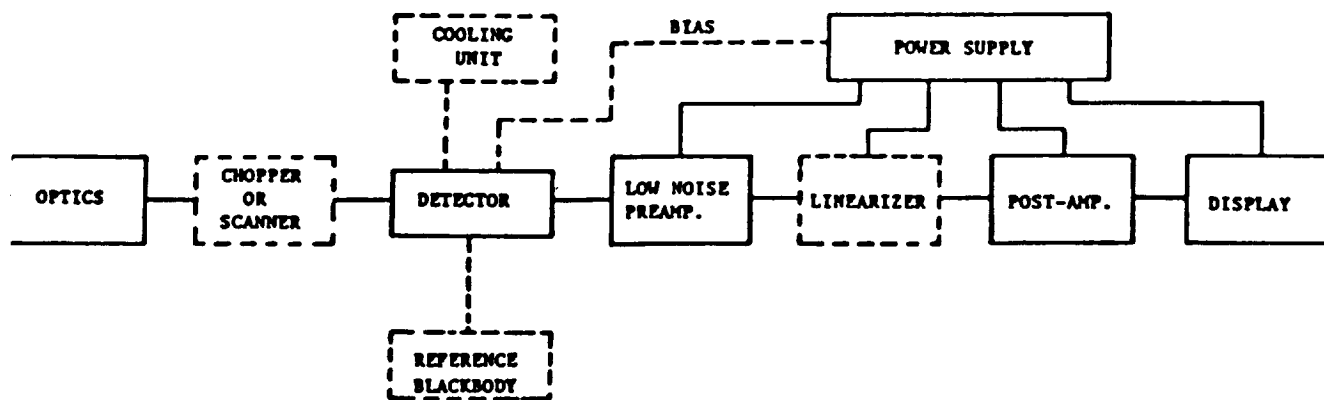 COOLING
UNIT
BIAS
POWER SUPPLY
OPTICS
CHOPPER
OR
SCANNER
DETECTOR
LOW NOISE
PREAMP.
LINEARIZER
POST-AMP.
DISPLAY
REFERENCE
BLACKBODY